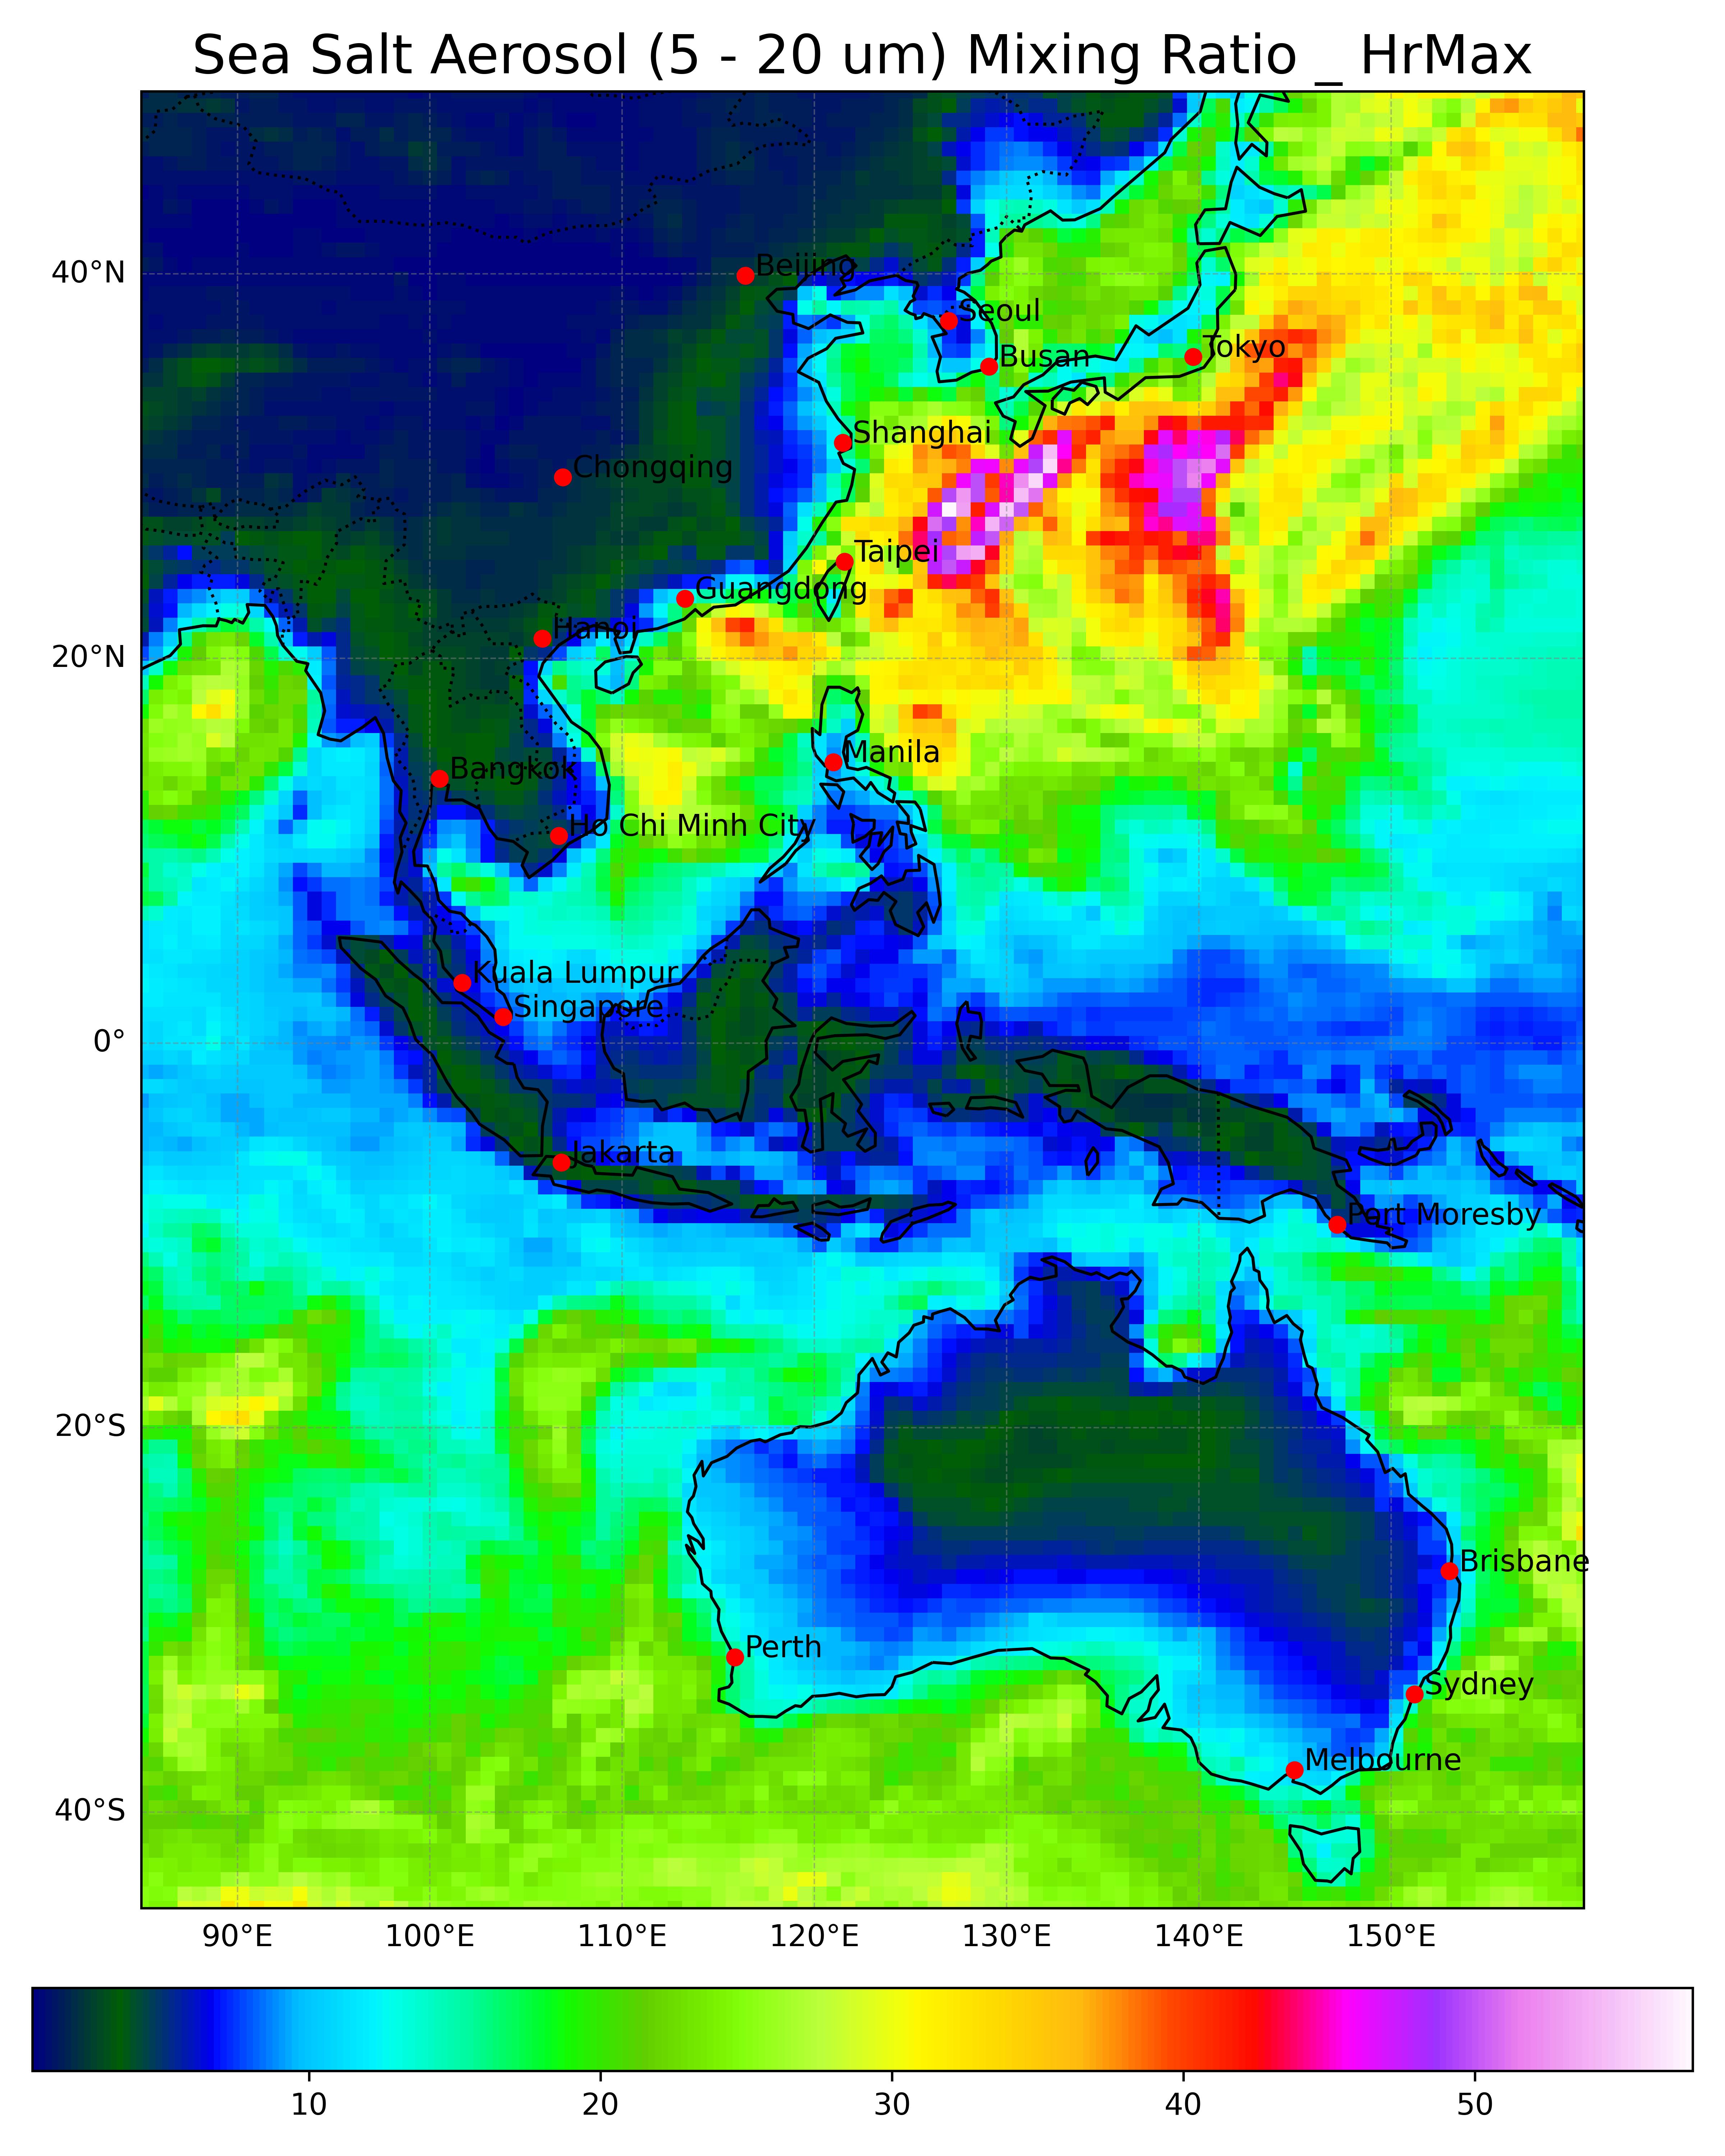 Sea Salt Aerosol (5 - 20 um) Mixing Ratio _ HrMax
40°N
20°N
0°
20°S
40°S
Beijing
Seoul
Busan
Tokyo
Shanghai
Chongqing
Taipei
Guangdong
Hanoi
Manila
Bangkok
Ho Chi Minh City
Kuala Lumpur
Singapore
Jakarta
Port Moresby
Brisbane
Perth
Sydney
Melbourne
90°E 100°E 110°E 120°E 130°E 140°E 150°E
10 20 30 40 50